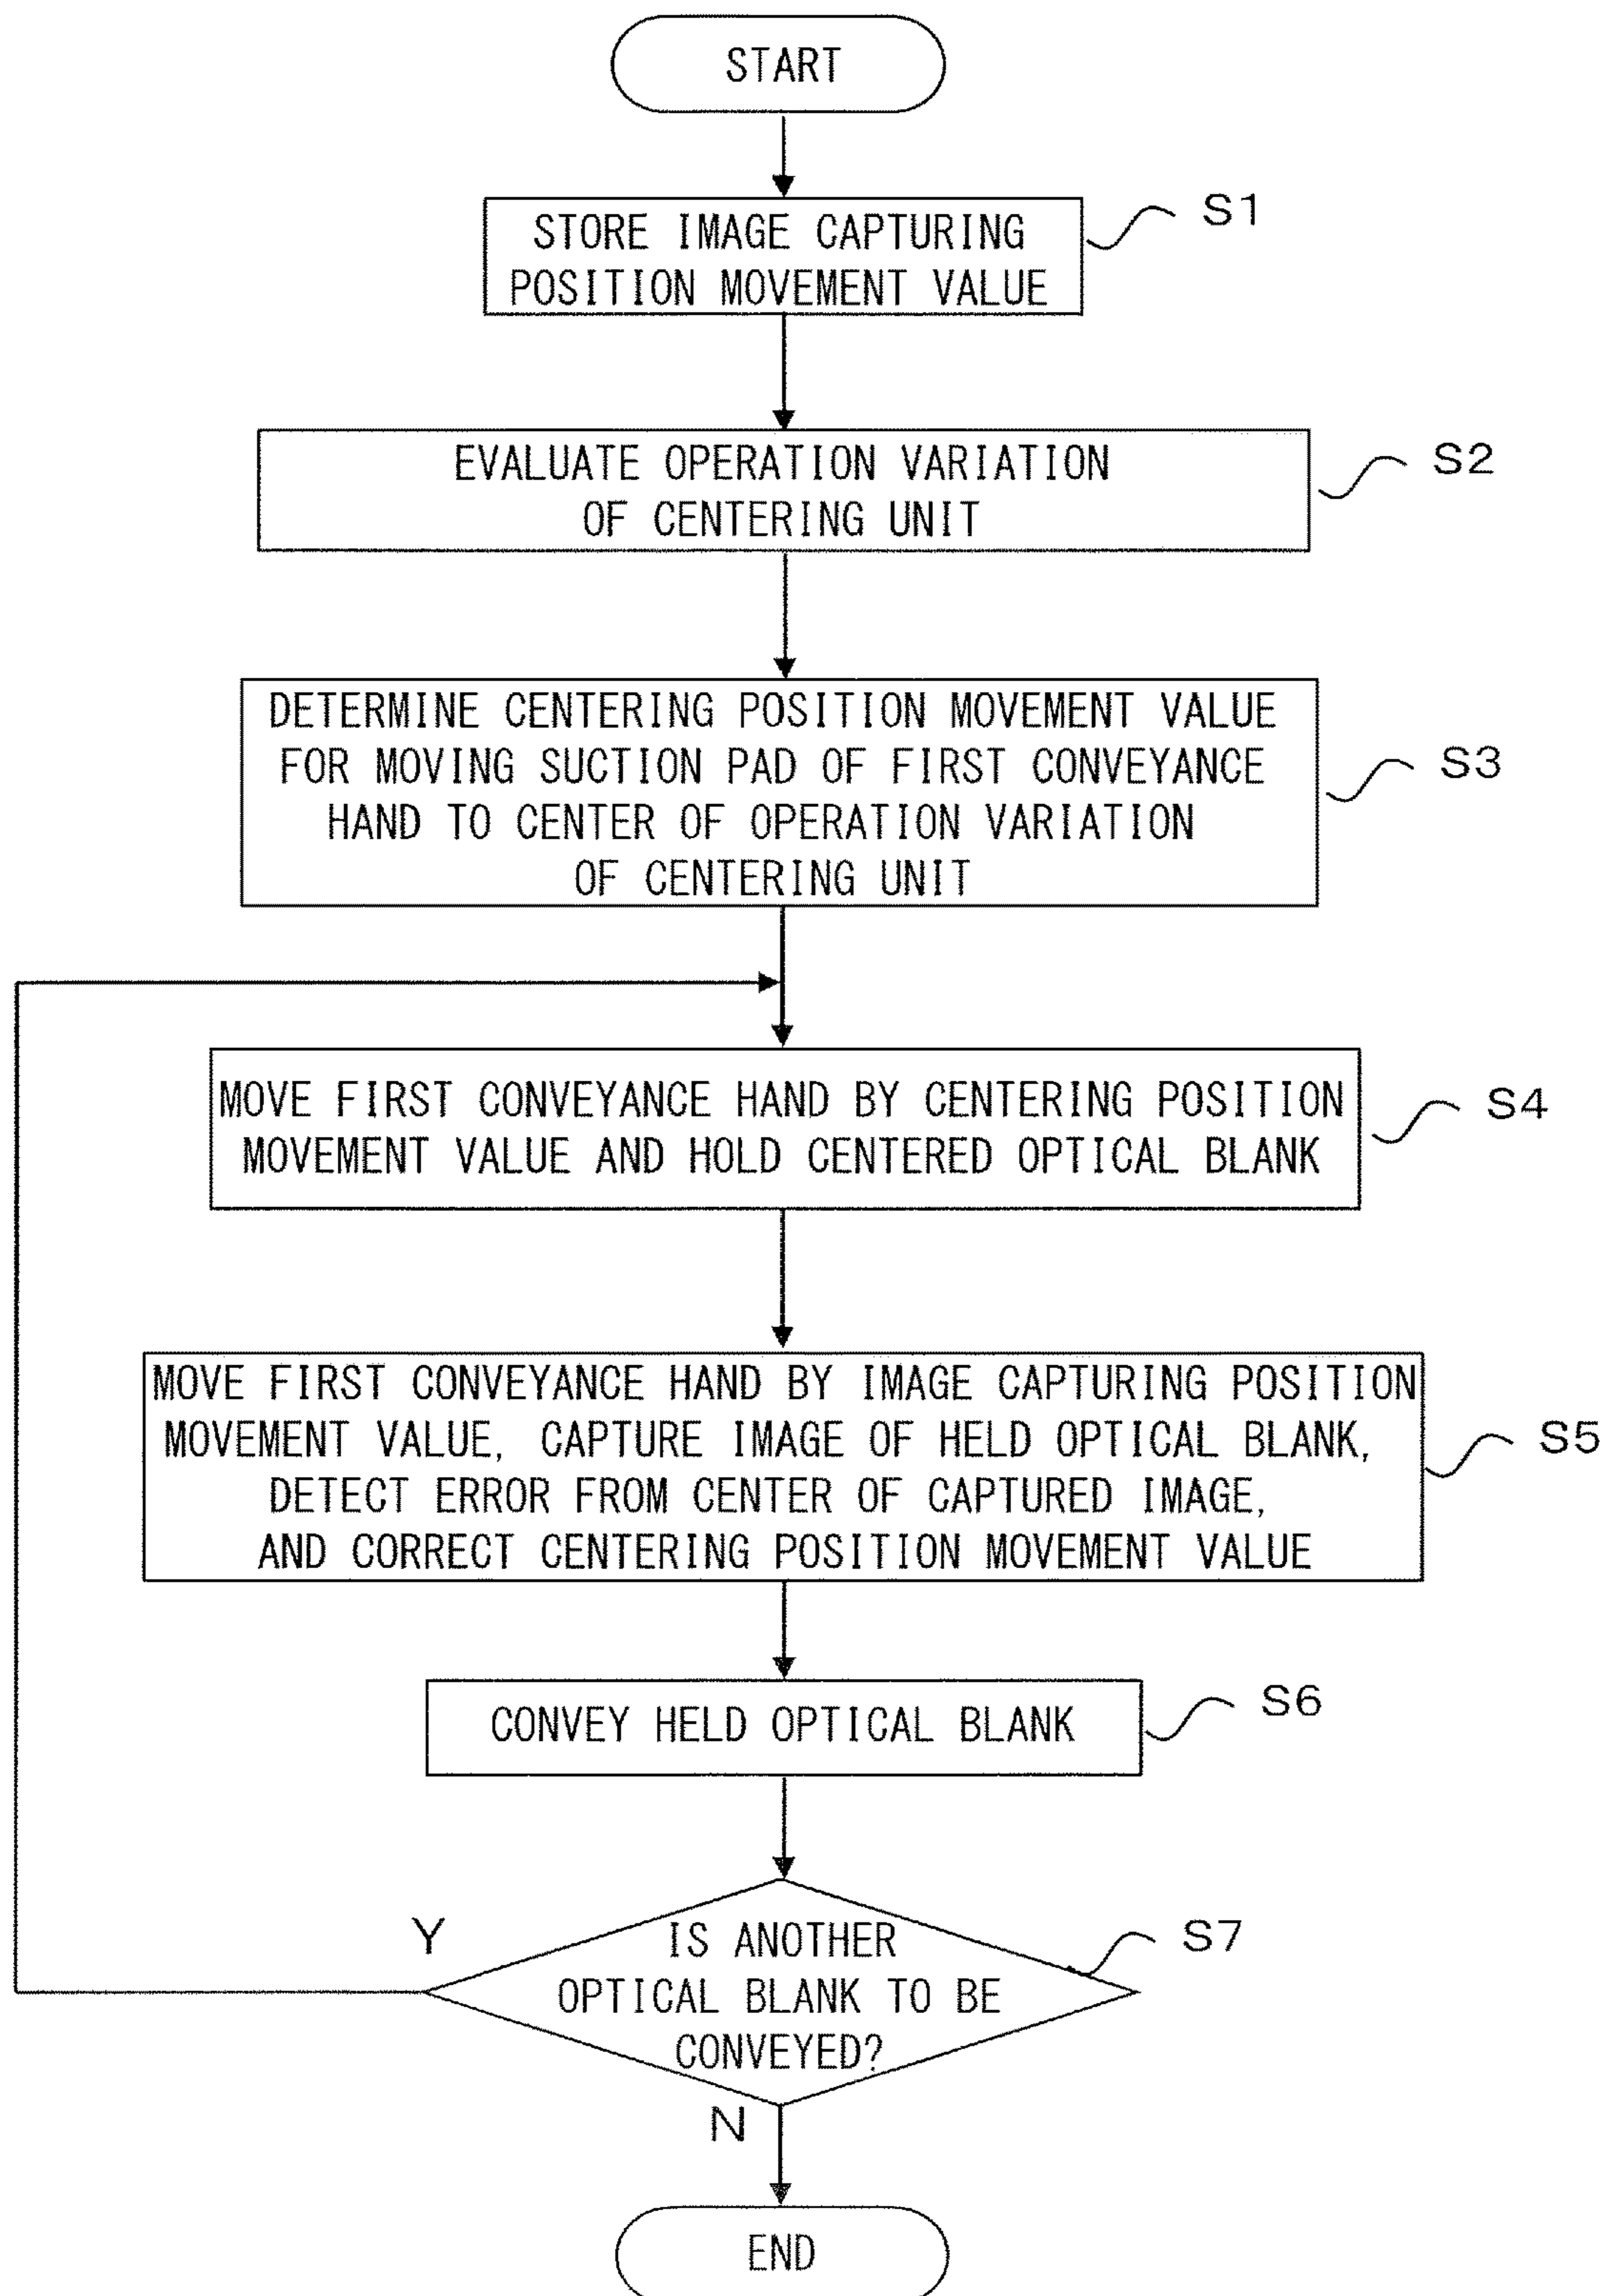 START
STORE IMAGE CAPTURING
POSITION MOVEMENT VALUE
S1
EVALUATE OPERATION VARIATION
OF CENTERING UNIT
S2
DETERMINE CENTERING POSITION MOVEMENT VALUE
FOR MOVING SUCTION PAD OF FIRST CONVEYANCE
HAND TO CENTER OF OPERATION VARIATION
OF CENTERING UNIT
S3
MOVE FIRST CONVEYANCE HAND BY CENTERING POSITION
MOVEMENT VALUE AND HOLD CENTERED OPTICAL BLANK
S4
MOVE FIRST CONVEYANCE HAND BY IMAGE CAPTURING POSITION
MOVEMENT VALUE, CAPTURE IMAGE OF HELD OPTICAL BLANK,
DETECT ERROR FROM CENTER OF CAPTURED IMAGE,
AND CORRECT CENTERING POSITION MOVEMENT VALUE
S5
CONVEY HELD OPTICAL BLANK
S6
IS ANOTHER
OPTICAL BLANK TO BE
CONVEYED?
S7
Y
N
END